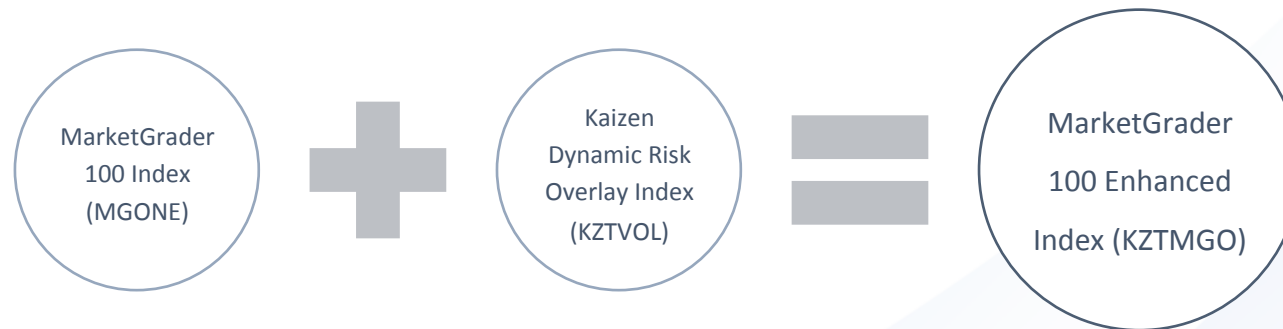 MarketGrader
100 Index
(MGONE)
Kaizen
Dynamic Risk
Overlay Index
(KZTVOL)
MarketGrader
100 Enhanced
Index (KZTMGO)